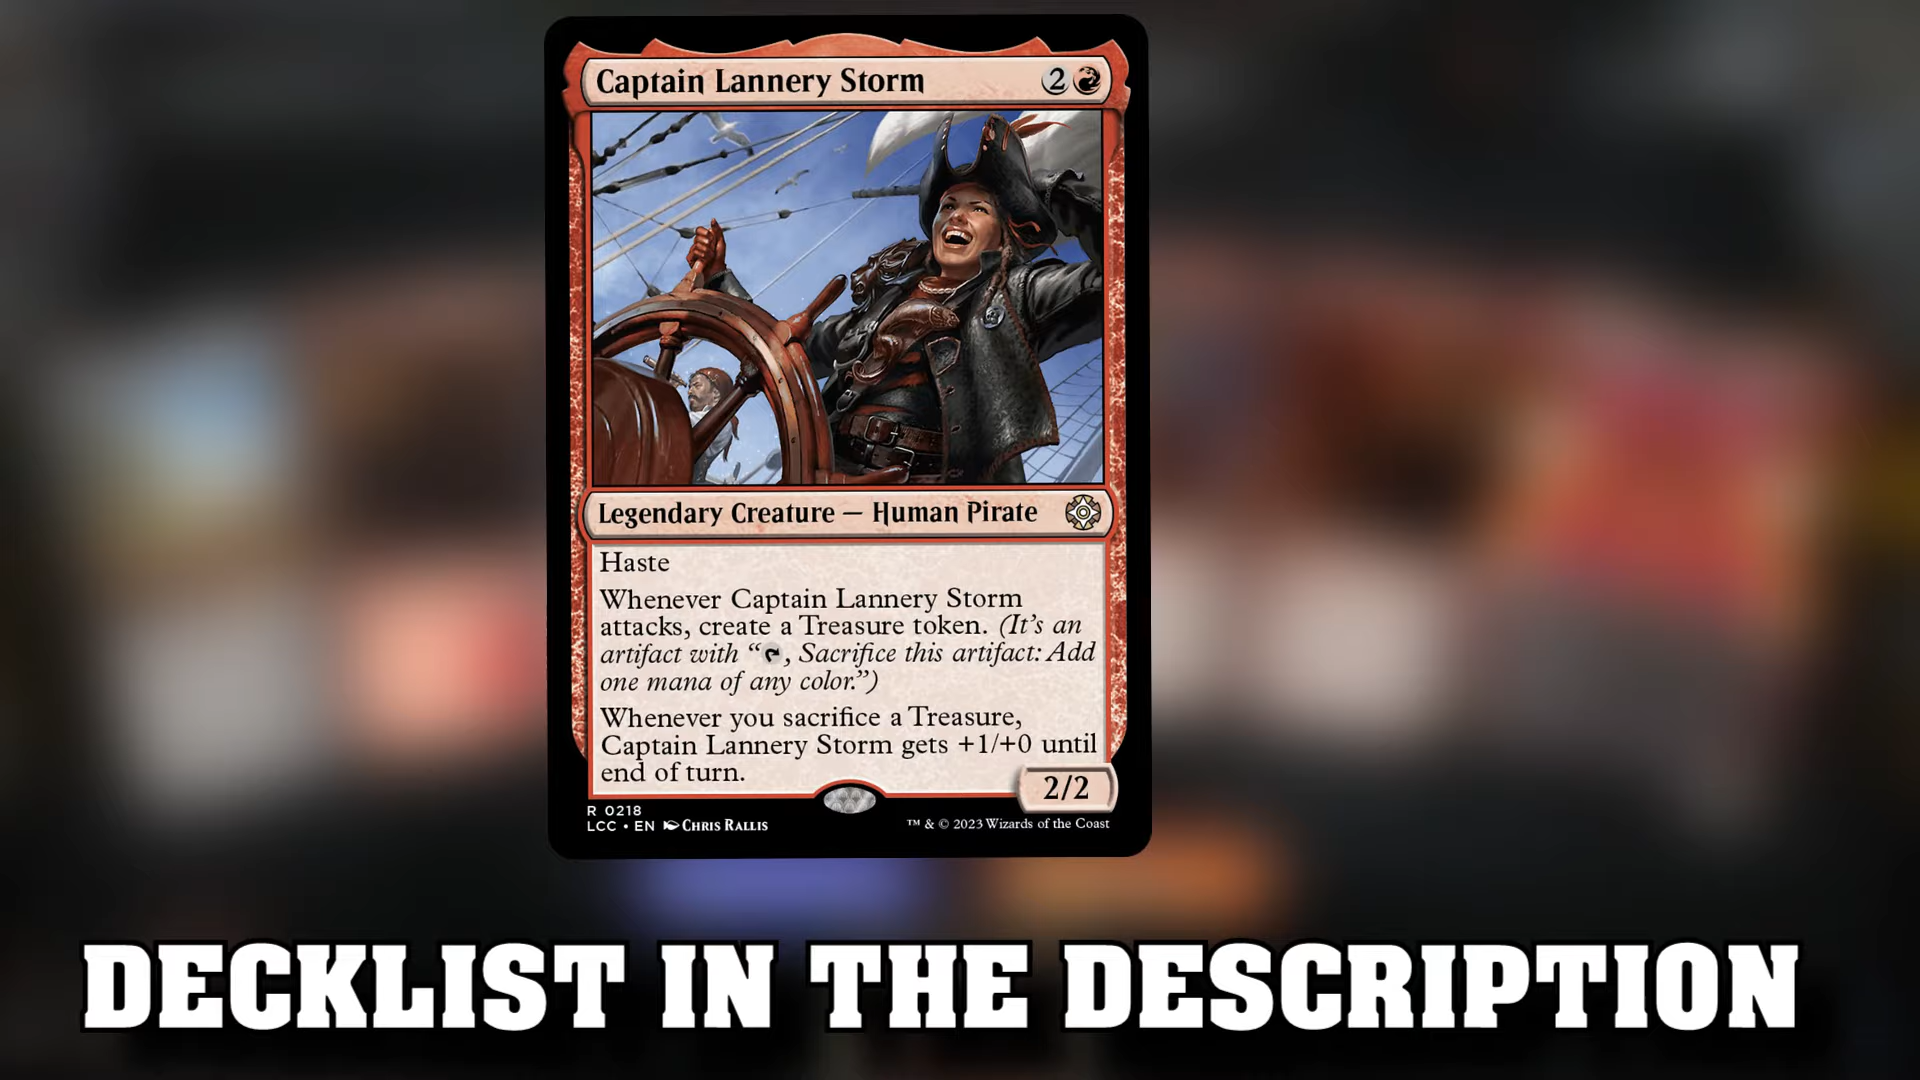 Captain Lannery Storm 2
Legendary Creature — Human Pirate
Haste
Whenever Captain Lannery Storm
attacks, create a Treasure token. (It's an
artifact with “, Sacrifice this artifact: Add
one mana of any color.”)
Whenever you sacrifice a Treasure,
Captain Lannery Storm gets +1/+0 until
end of turn.
2/2
R 0218
LCC • EN CHRIS RALLIS
™ & © 2023 Wizards of the Coast
DECKLIST IN THE DESCRIPTION